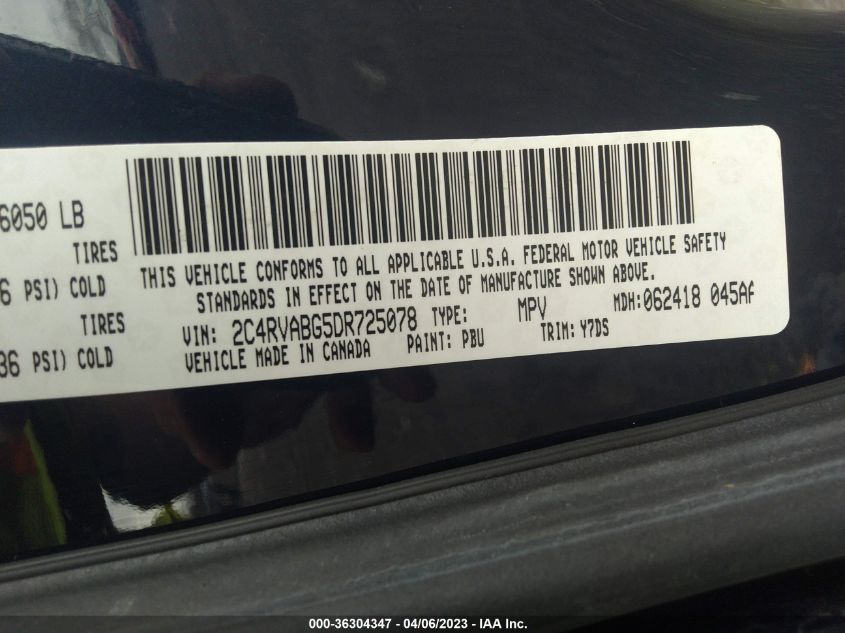 6050 LB
TIRES
6 PSI) COLD
TIRES
36 PSI) COLD
THIS VEHICLE CONFORMS TO ALL APPLICABLE U.S.A. FEDERAL MOTOR VEHICLE SAFETY
STANDARDS IN EFFECT ON THE DATE OF MANUFACTURE SHOWN ABOVE.
VIN: 2C4RVABG5DR725078 TYPE: MPV MDH:062418 045AF
VEHICLE MADE IN CANADA PAINT: PBU TRIM: Y7DS
000-36304347 - 04/06/2023 - IAA Inc.